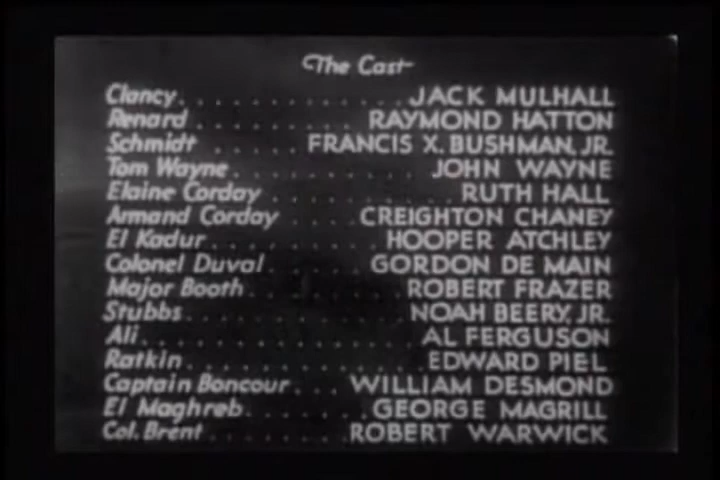 The Cast
Clancy. . . . . . . . . . . . . JACK MULHALL
Renard . . . . . . . . . . RAYMOND HATTON
Schmidt . . . . . . FRANCIS X. BUSHMAN, JR.
Tom Wayne. . . . . . . . . . . JOHN WAYNE
Elaine Corday . . . . . . . . . RUTH HALL
Armand Corday . . . . CREIGHTON CHANEY
El Kadur. . . . . . . . . . HOOPER ATCHLEY
Colonel Duval. . . . . . GORDON DE MAIN
Major Booth. . . . . . . . ROBERT FRAZER
Stubbs. . . . . . . . . . . NOAH BEERY, JR.
Ali. . . . . . . . . . . . . . AL FERGUSON
Ratkin. . . . . . . . . . . . EDWARD PIEL
Captain Boncour. . . WILLIAM DESMOND
El Maghreb. . . . . . . GEORGE MAGRILL
Col. Brent . . . . . . . ROBERT WARWICK